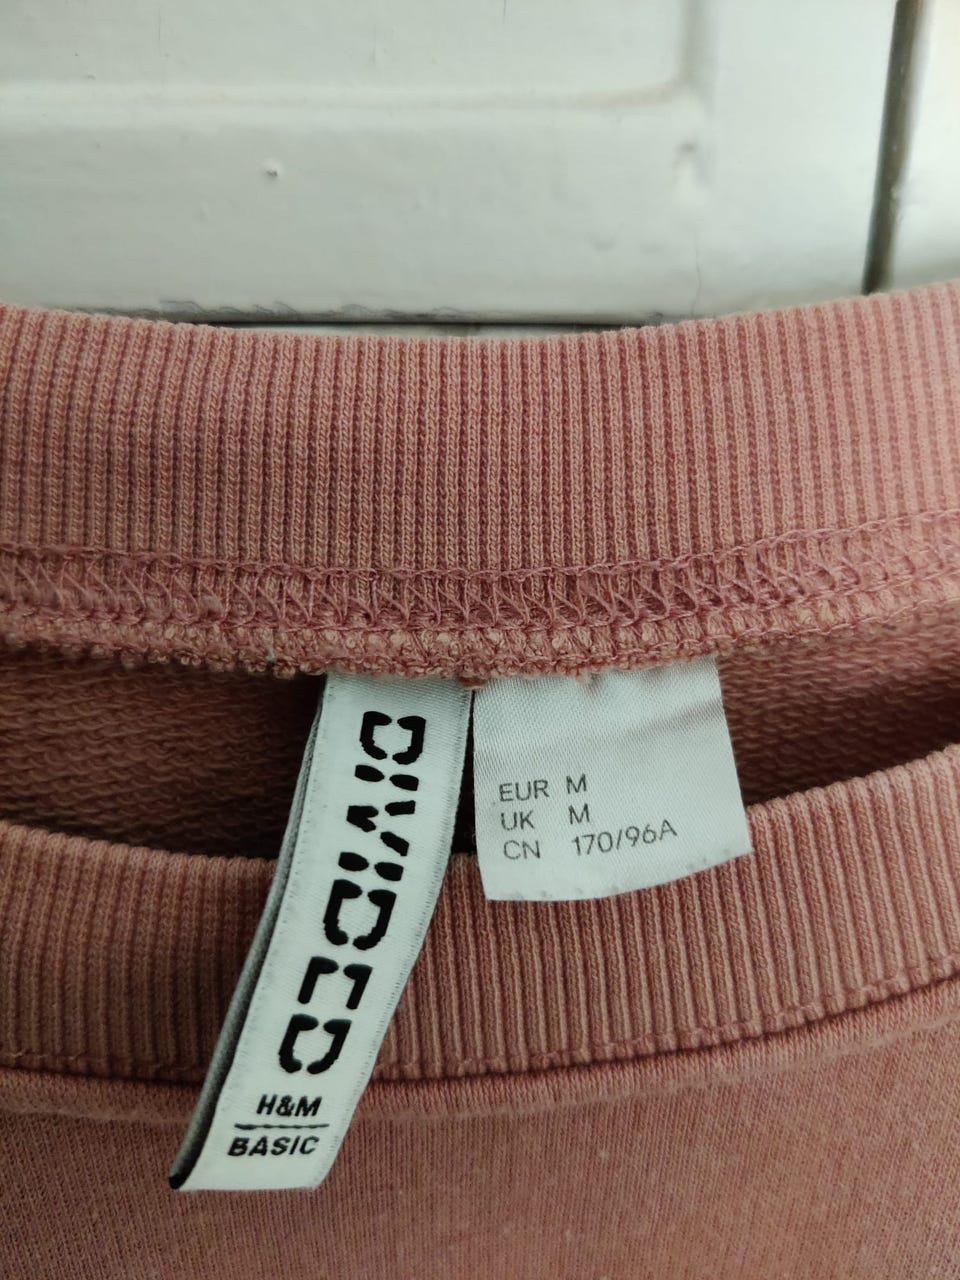 DIVIDED
H&M
BASIC
EUR M
UK M
CN 170/96A